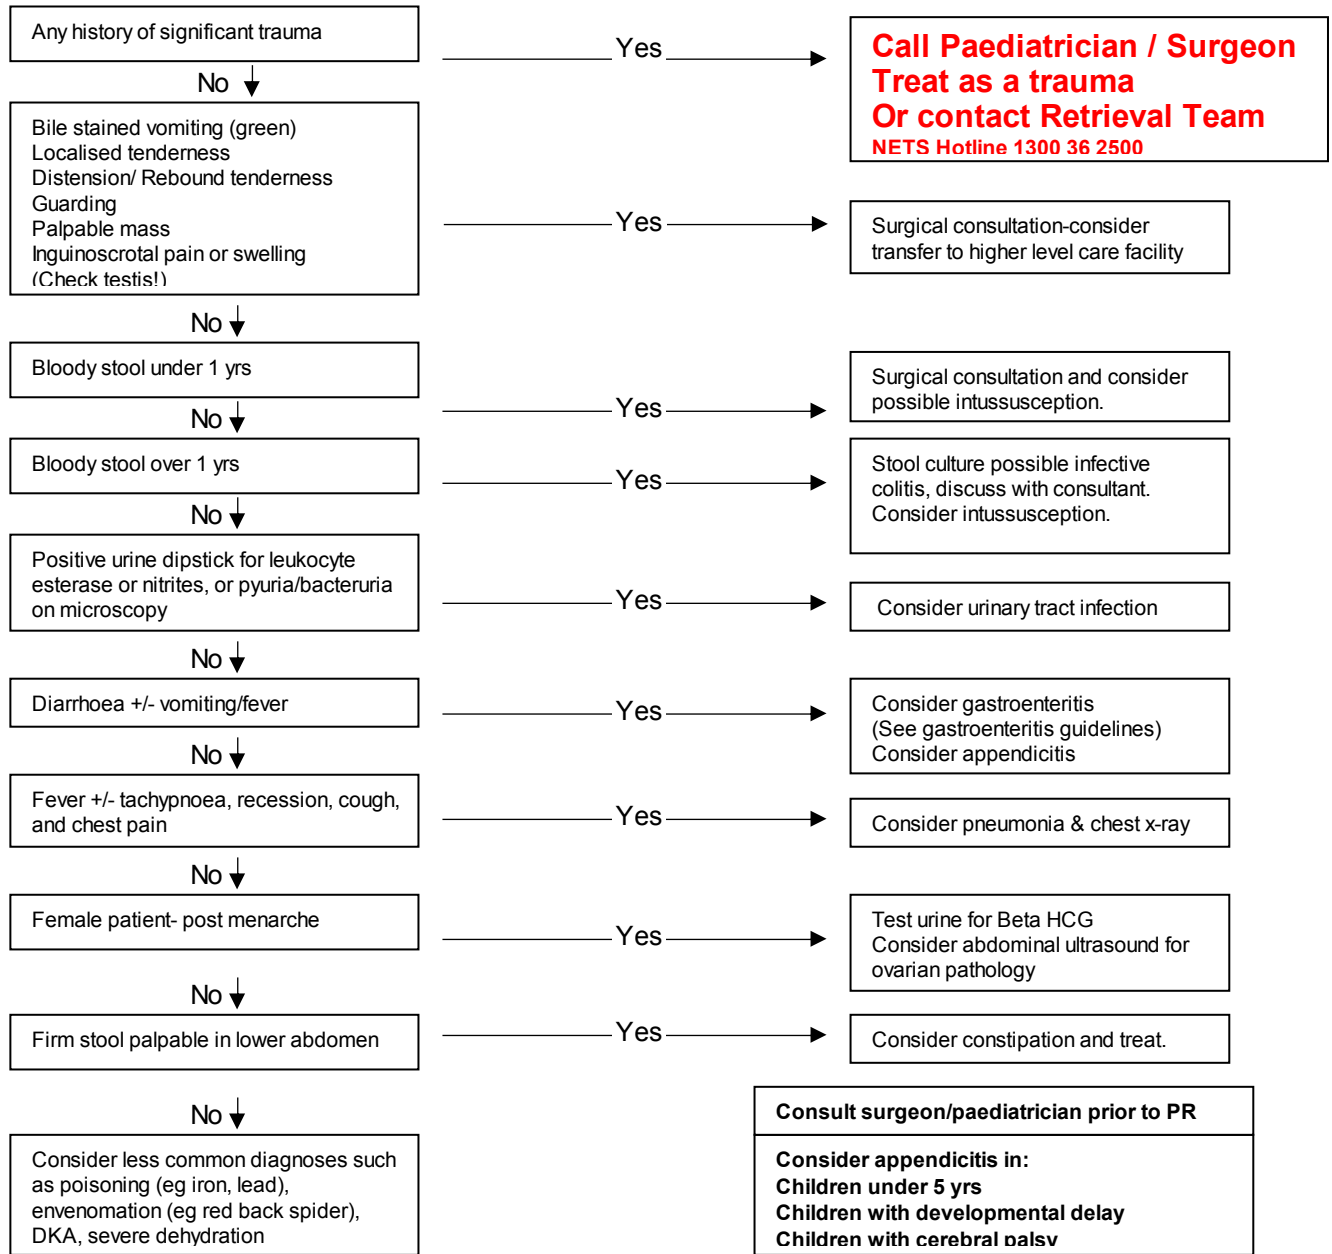 Any history of significant trauma
Yes
Call Paediatrician / Surgeon
Treat as a trauma
Or contact Retrieval Team
NETS Hotline 1300 36 2500
No
Bile stained vomiting (green)
Localised tenderness
Distension/ Rebound tenderness
Guarding
Palpable mass
Inguinoscrotal pain or swelling
(Check testis!)
Yes
Surgical consultation-consider
transfer to higher level care facility
No
Bloody stool under 1 yrs
Yes
Surgical consultation and consider
possible intussusception.
No
Bloody stool over 1 yrs
Yes
Stool culture possible infective
colitis, discuss with consultant.
Consider intussusception.
No
Positive urine dipstick for leukocyte
esterase or nitrites, or pyuria/bacteruria
on microscopy
Yes
Consider urinary tract infection
No
Diarrhoea +/- vomiting/fever
Yes
Consider gastroenteritis
(See gastroenteritis guidelines)
Consider appendicitis
No
Fever +/- tachypnoea, recession, cough,
and chest pain
Yes
Consider pneumonia & chest x-ray
No
Female patient- post menarche
Yes
Test urine for Beta HCG
Consider abdominal ultrasound for
ovarian pathology
No
Firm stool palpable in lower abdomen
Yes
Consider constipation and treat.
No
Consider less common diagnoses such
as poisoning (eg iron, lead),
envenomation (eg red back spider),
DKA, severe dehydration
Consult surgeon/paediatrician prior to PR
Consider appendicitis in:
Children under 5 yrs
Children with developmental delay
Children with cerebral palsy